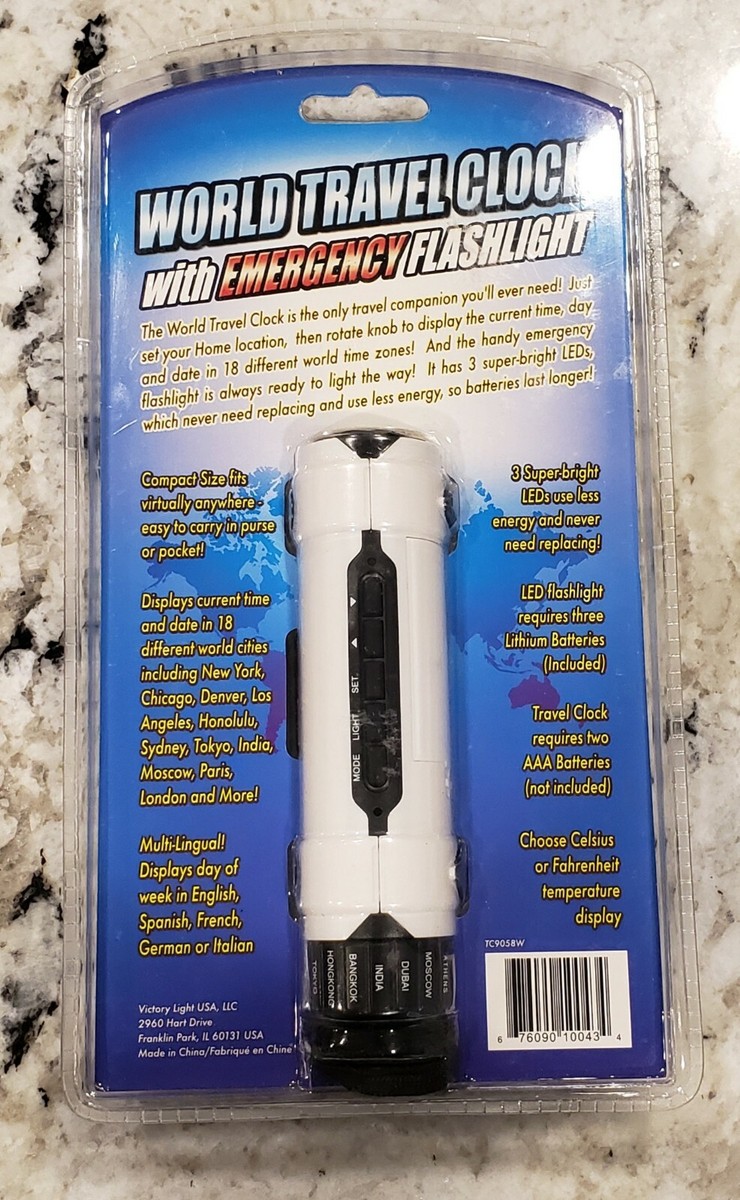 WORLD TRAVEL CLOCK
with EMERGENCY FLASHLIGHT
The World Travel Clock is the only travel companion you'll ever need! Just
set your Home location, then rotate knob to display the current time, day
and date in 18 different world time zones! And the handy emergency
flashlight is always ready to light the way! It has 3 super-bright LEDs,
which never need replacing and use less energy, so batteries last longer!
Compact Size fits
virtually anywhere -
easy to carry in purse
or pocket!
Displays current time
and date in 18
different world cities
including New York,
Chicago, Denver, Los
Angeles, Honolulu,
Sydney, Tokyo, India,
Moscow, Paris,
London and More!
Multi-Lingual!
Displays day of
week in English,
Spanish, French,
German or Italian
Victory Light USA, LLC
2960 Hart Drive
Franklin Park, IL 60131 USA
Made in China/Fabriqué en Chine
MODE LIGHT SET
TOKYO
HONGKONG
BANGKOK
INDIA
DUBAI
MOSCOW
ATHENS
3 Super-bright
LEDs use less
energy and never
need replacing!
LED flashlight
requires three
Lithium Batteries
(Included)
Travel Clock
requires two
AAA Batteries
(not included)
Choose Celsius
or Fahrenheit
temperature
display
TC9058W
6 76090 10043 4